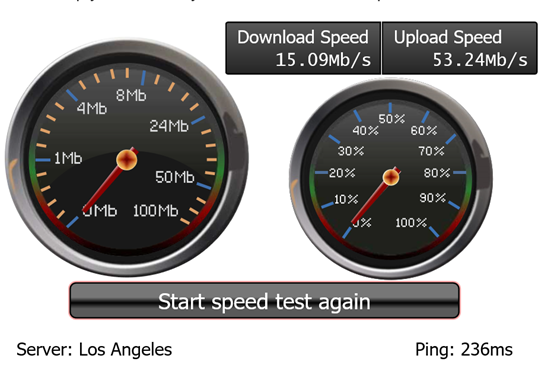 Download Speed
15.09Mb/s
Upload Speed
53.24Mb/s
8Mb
4Mb
24Mb
1Mb
50Mb
0Mb
100Mb
50%
40%
60%
30%
70%
20%
80%
10%
90%
0%
100%
Start speed test again
Server: Los Angeles
Ping: 236ms